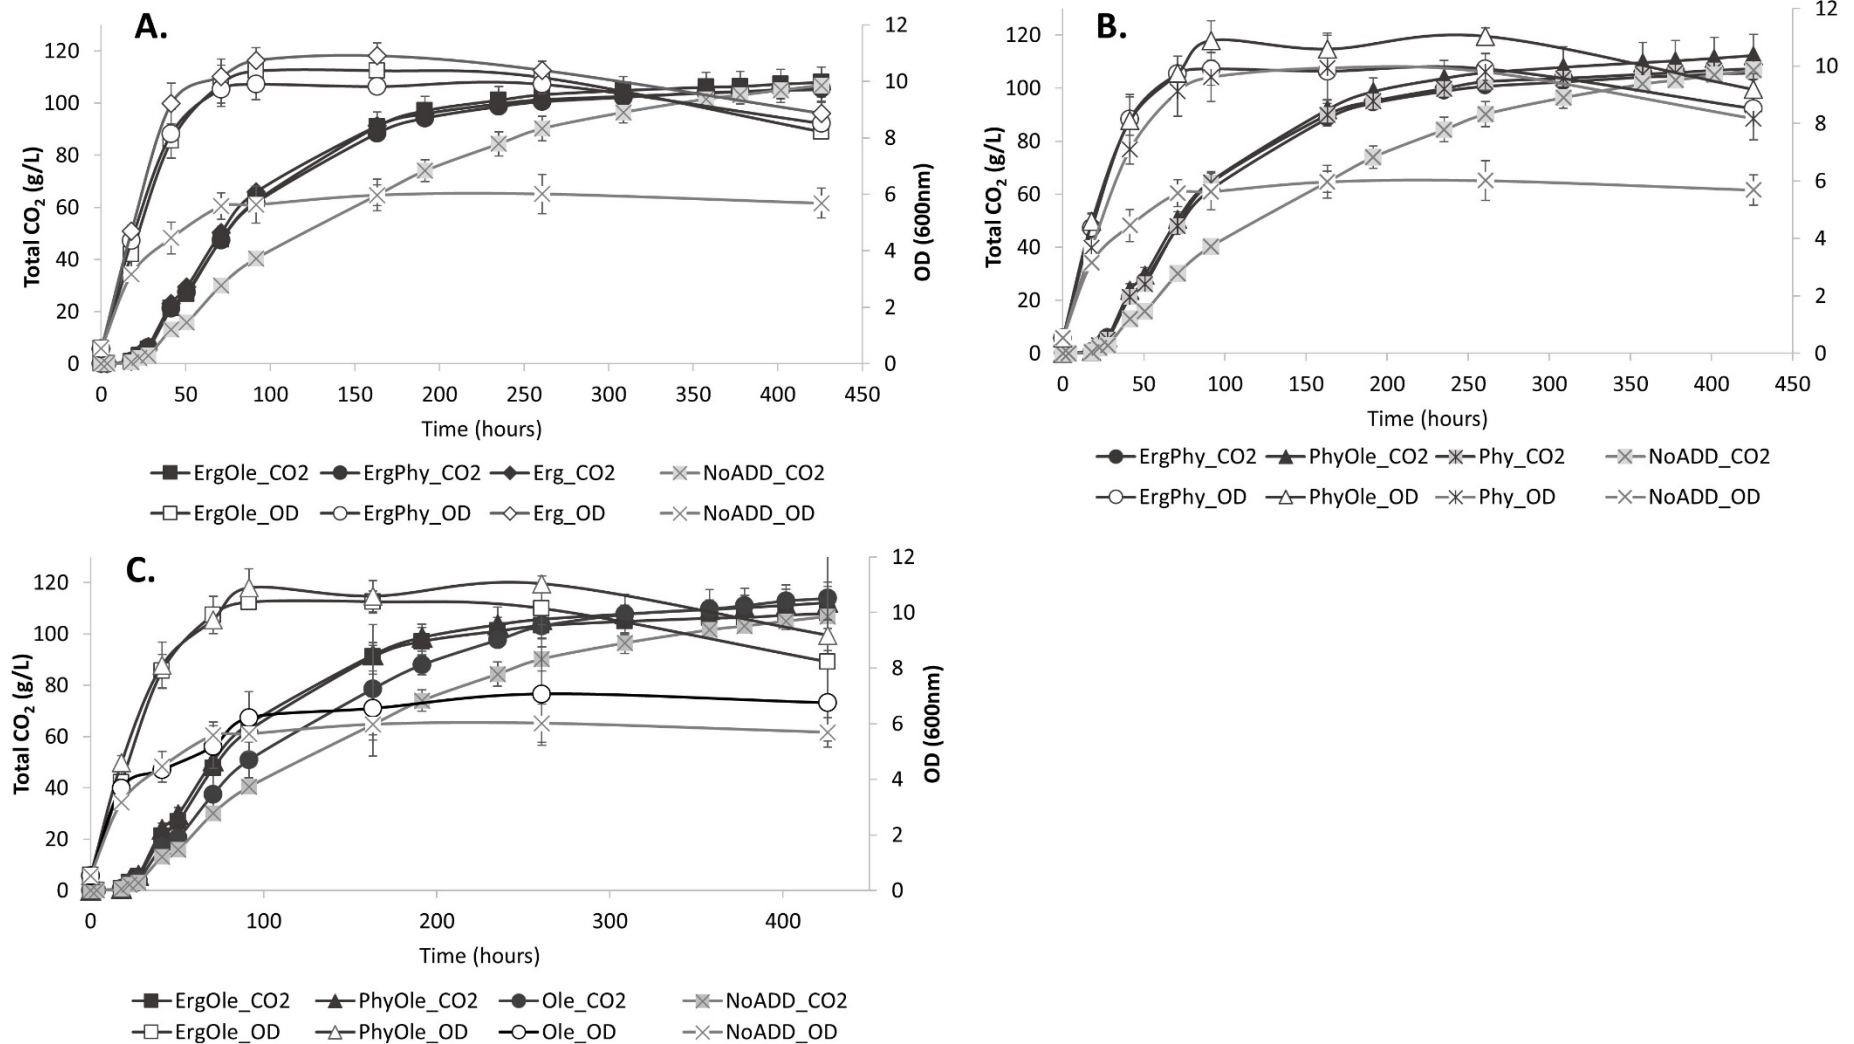 A.
120
100
80
60
40
20
0
Total CO2 (g/L)
12
10
8
6
4
2
0
OD (600nm)
0 50 100 150 200 250 300 350 400 450
Time (hours)
ErgOle_CO2 ErgPhy_CO2 Erg_CO2 NoADD_CO2
ErgOle_OD ErgPhy_OD Erg_OD NoADD_OD
B.
120
100
80
60
40
20
0
Total CO2 (g/L)
12
10
8
6
4
2
0
0 50 100 150 200 250 300 350 400 450
Time (hours)
ErgPhy_CO2 PhyOle_CO2 Phy_CO2 NoADD_CO2
ErgPhy_OD PhyOle_OD Phy_OD NoADD_OD
C.
120
100
80
60
40
20
0
Total CO2 (g/L)
12
10
8
6
4
2
0
OD (600nm)
0 100 200 300 400
Time (hours)
ErgOle_CO2 PhyOle_CO2 Ole_CO2 NoADD_CO2
ErgOle_OD PhyOle_OD Ole_OD NoADD_OD